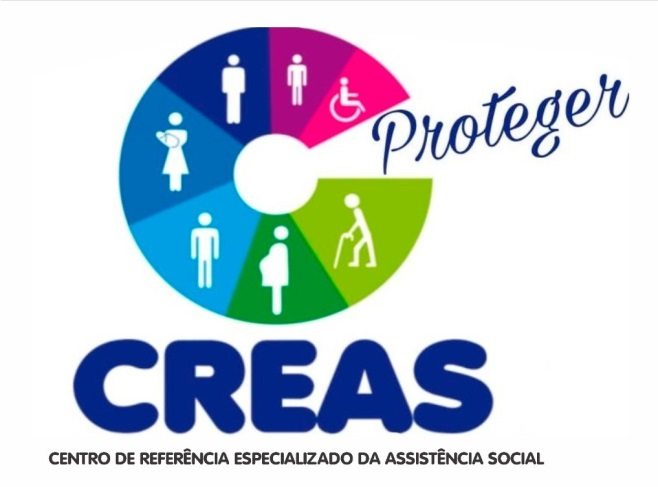 Proteger
CREAS
CENTRO DE REFERÊNCIA ESPECIALIZADO DA ASSISTÊNCIA SOCIAL